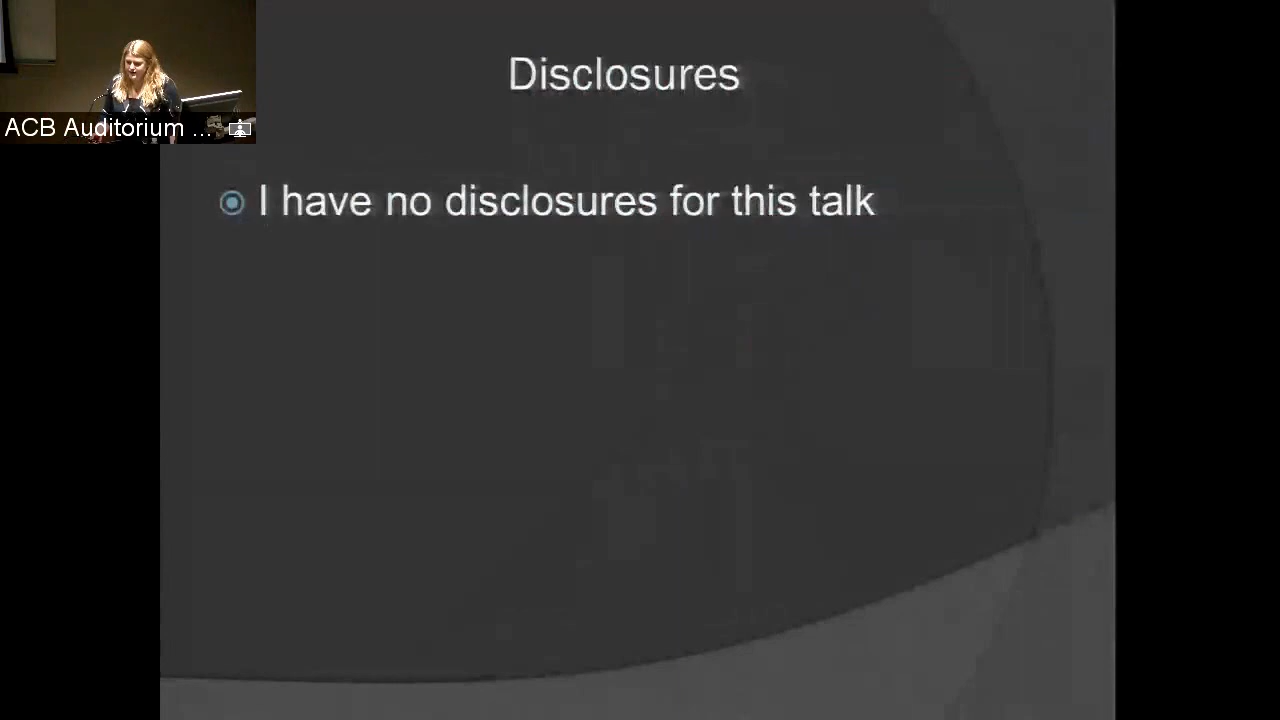 Disclosures
I have no disclosures for this talk
ACB Auditorium ...